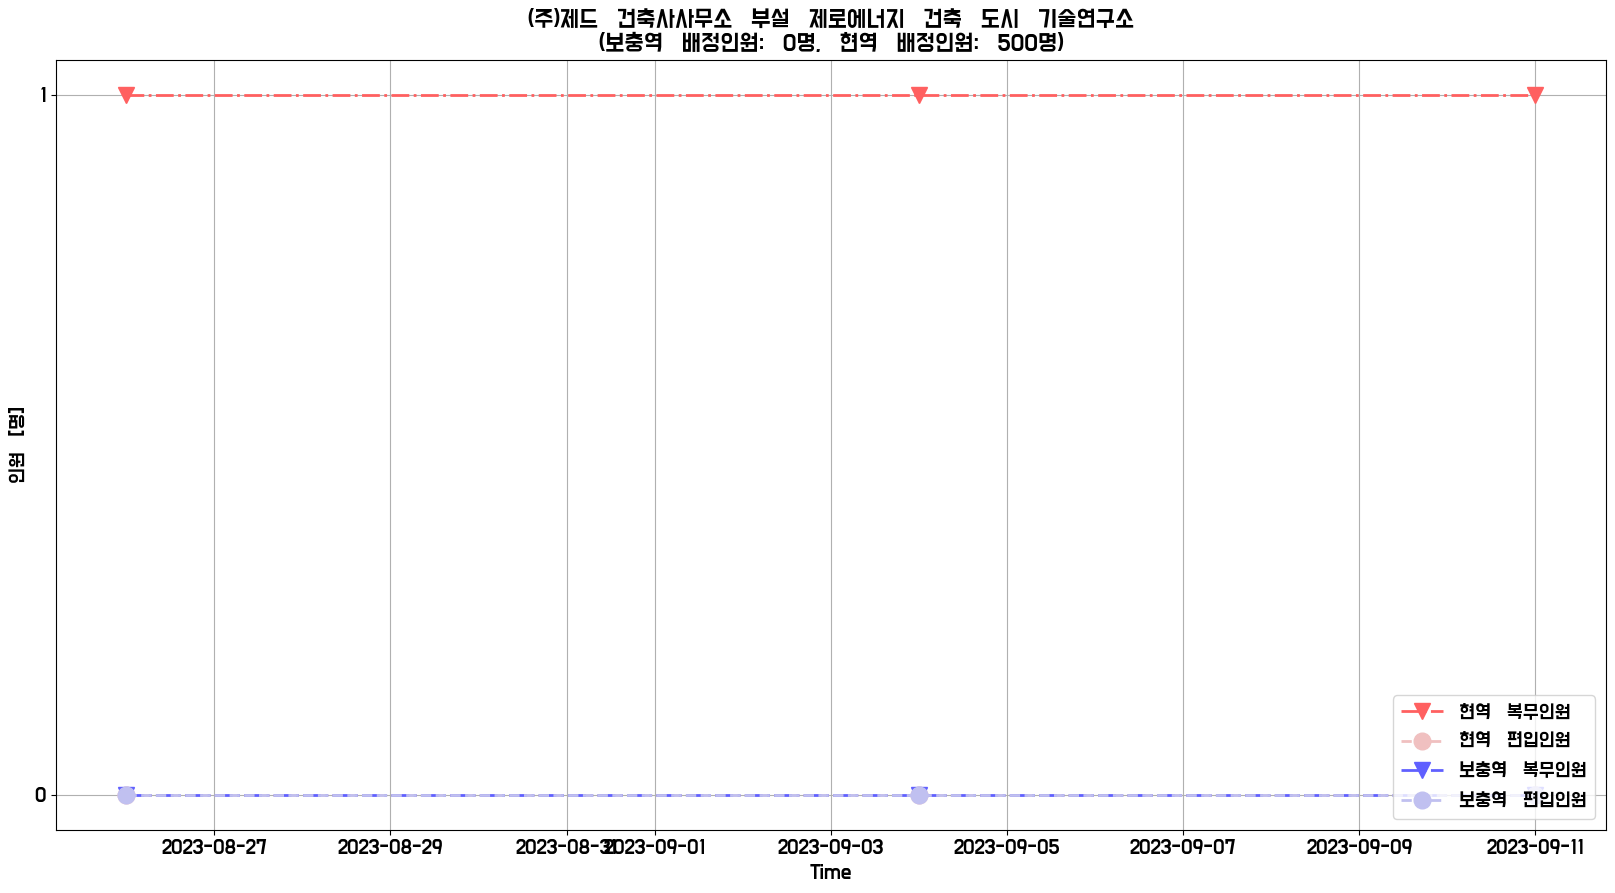 (주)제드 건축사사무소 부설 제로에너지 건축 도시 기술연구소
(보충역 배정인원: 0명, 현역 배정인원: 500명)
1
0
인원 [명]
2023-08-27 2023-08-29 2023-08-31 2023-09-01 2023-09-03 2023-09-05 2023-09-07 2023-09-09 2023-09-11
Time
현역 복무인원
현역 편입인원
보충역 복무인원
보충역 편입인원